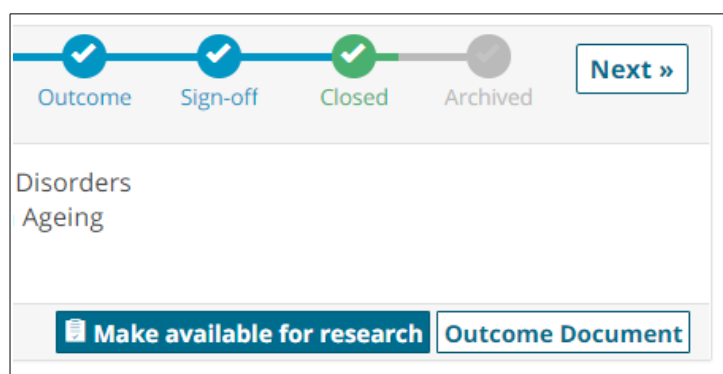 Outcome Sign-off Closed Archived Next »
Disorders
Ageing
Make available for research Outcome Document